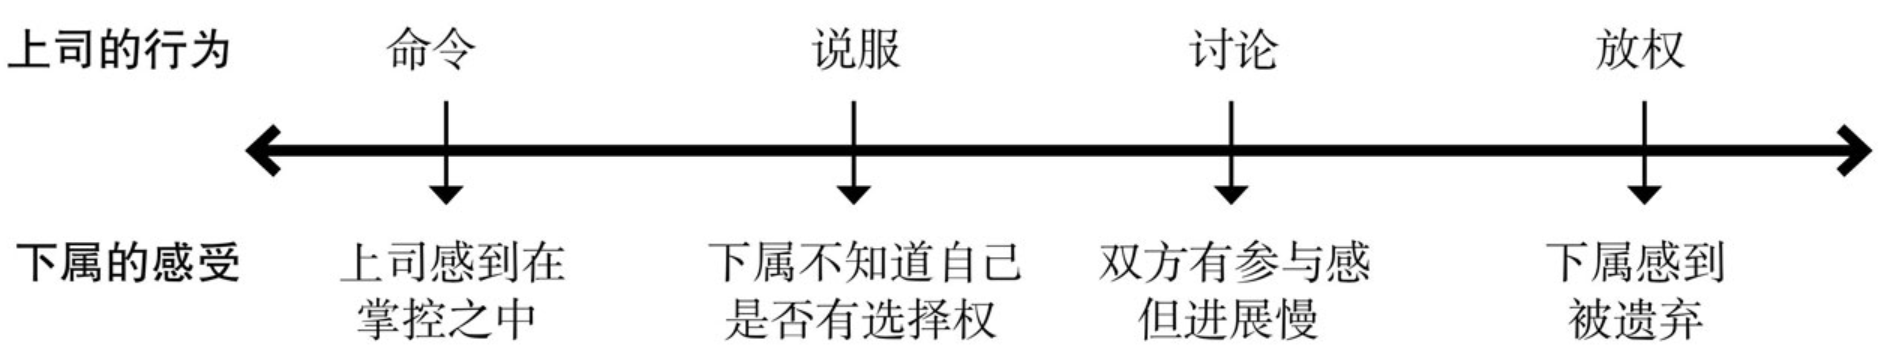 上司的行为 命令 说服 讨论 放权
下属的感受 上司感到在 下属不知道自己 双方有参与感 下属感到
掌控之中 是否有选择权 但进展慢 被遗弃